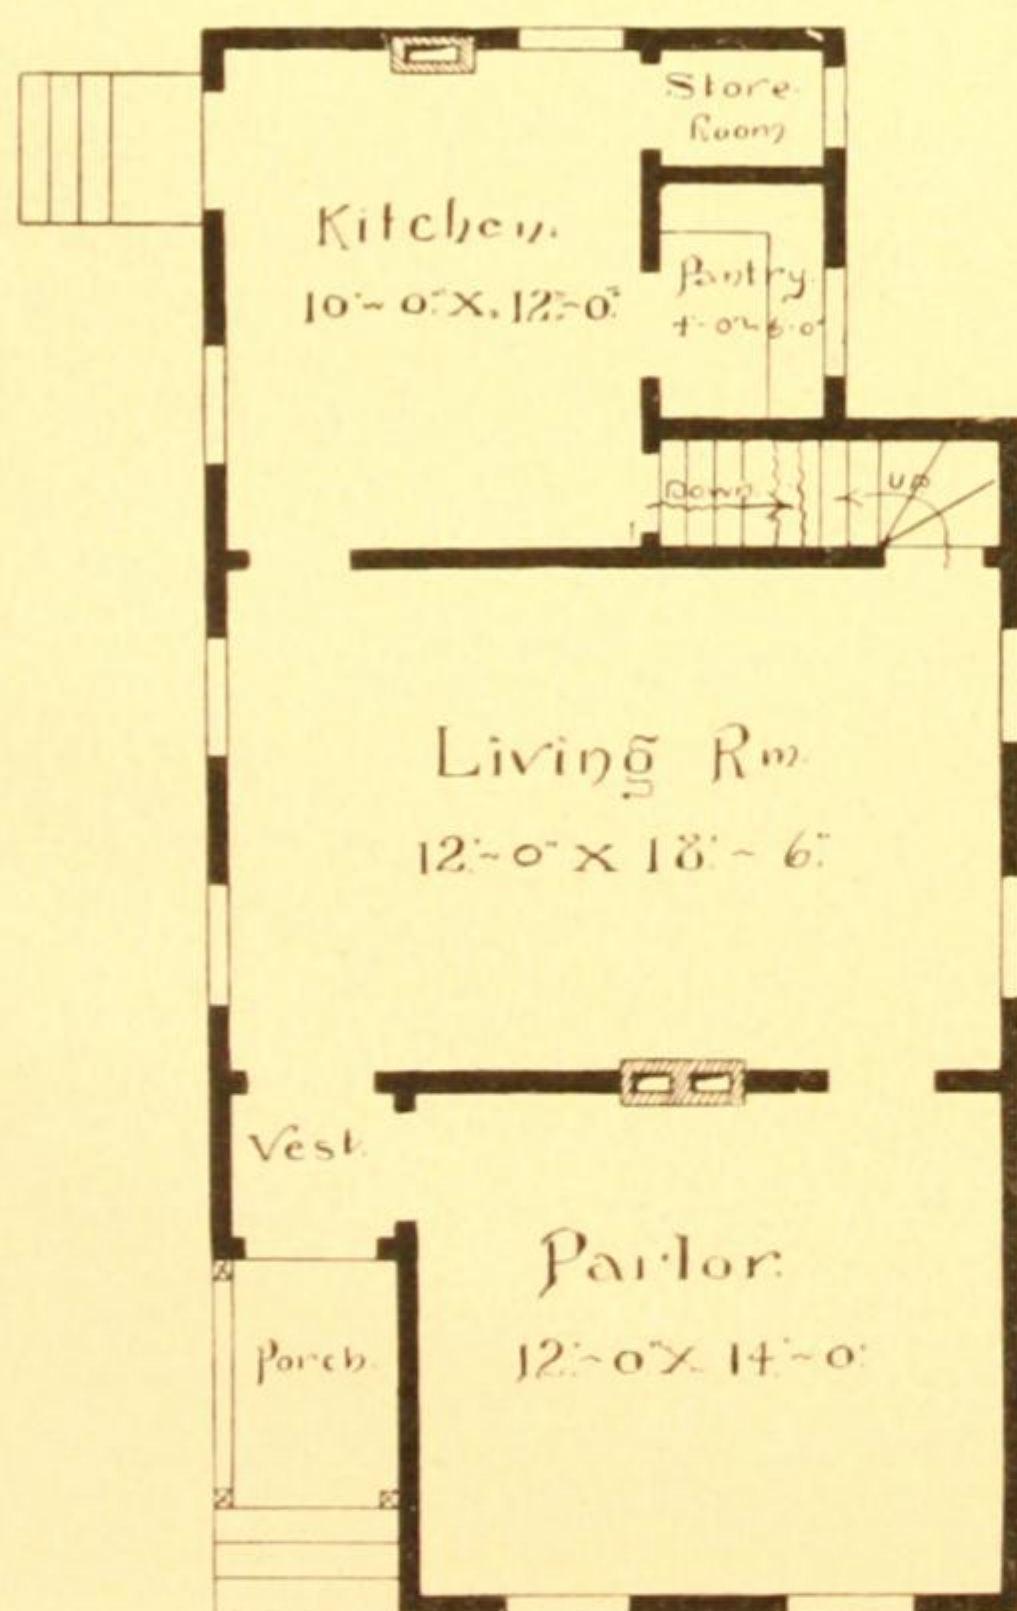 Store
Room
Kitchen.
10'~0" X. 12'~0"
Pantry.
4'-0" x 6'-0"
Down
UP
Living Rm.
12'~0" X 18'~6"
Vest.
Parlor.
12'~0" X 14'~0"
Porch.